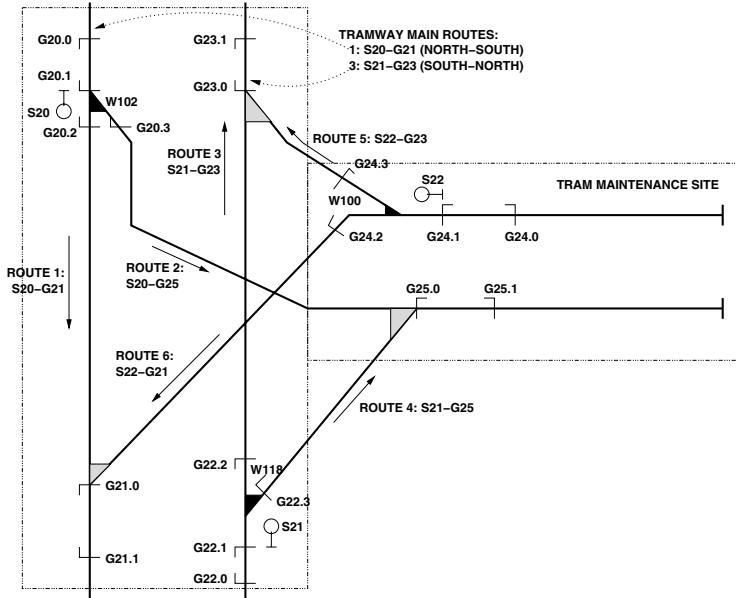 TRAMWAY MAIN ROUTES:
1: S20–G21 (NORTH–SOUTH)
3: S21–G23 (SOUTH–NORTH)
G20.0
G23.1
G20.1
G23.0
W102
S20
G20.2
G20.3
ROUTE 5: S22–G23
ROUTE 3
S21–G23
G24.3
S22
TRAM MAINTENANCE SITE
W100
G24.2
G24.1
G24.0
ROUTE 1:
S20–G21
ROUTE 2:
S20–G25
G25.0
G25.1
ROUTE 6:
S22–G21
ROUTE 4: S21–G25
G22.2
W118
G21.0
G22.3
S21
G22.1
G21.1
G22.0